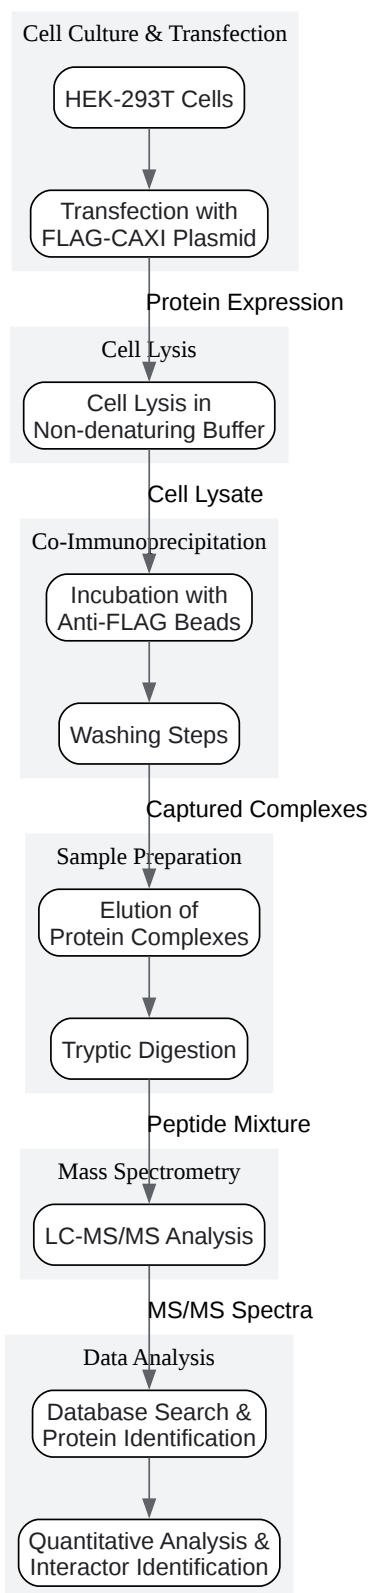 Cell Culture & Transfection
HEK-293T Cells
Transfection with
FLAG-CAXI Plasmid
Protein Expression
Cell Lysis
Cell Lysis in
Non-denaturing Buffer
Cell Lysate
Co-Immunoprecipitation
Incubation with
Anti-FLAG Beads
Washing Steps
Captured Complexes
Sample Preparation
Elution of
Protein Complexes
Tryptic Digestion
Peptide Mixture
Mass Spectrometry
LC-MS/MS Analysis
MS/MS Spectra
Data Analysis
Database Search &
Protein Identification
Quantitative Analysis &
Interactor Identification